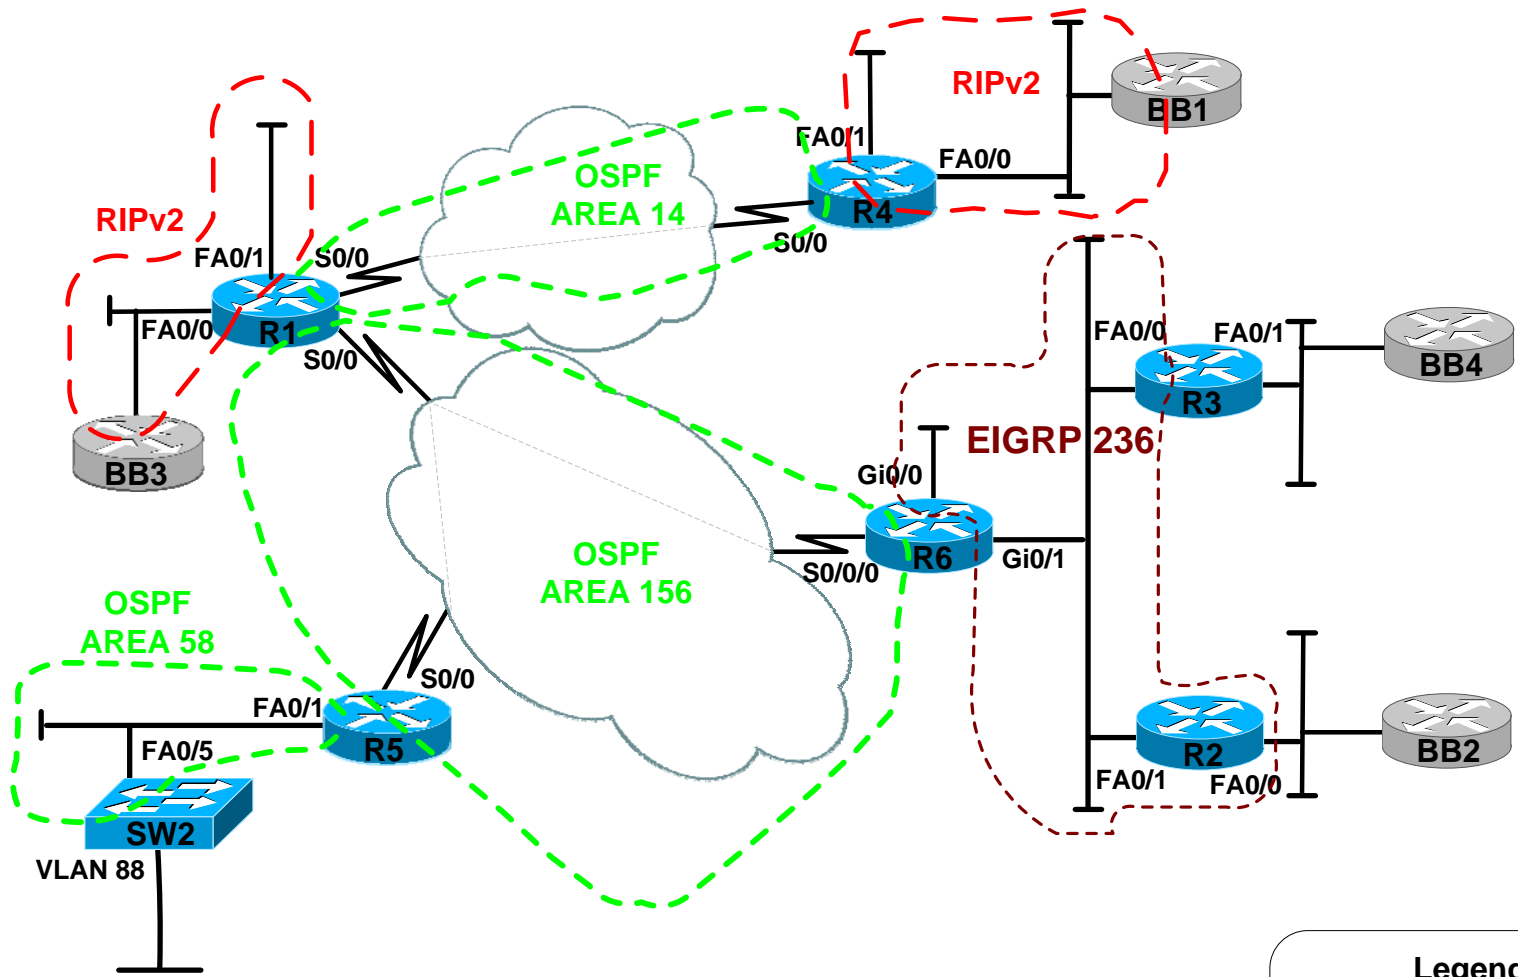 RIPv2
BB1
FA0/1
FA0/0
OSPF
AREA 14
R4
S0/0
RIPv2
FA0/1
S0/0
FA0/0
R1
S0/0
BB3
FA0/0
FA0/1
R3
BB4
EIGRP 236
Gi0/0
R6
Gi0/1
S0/0/0
OSPF
AREA 156
OSPF
AREA 58
S0/0
FA0/1
R5
FA0/5
SW2
VLAN 88
R2
FA0/1
FA0/0
BB2
Legend